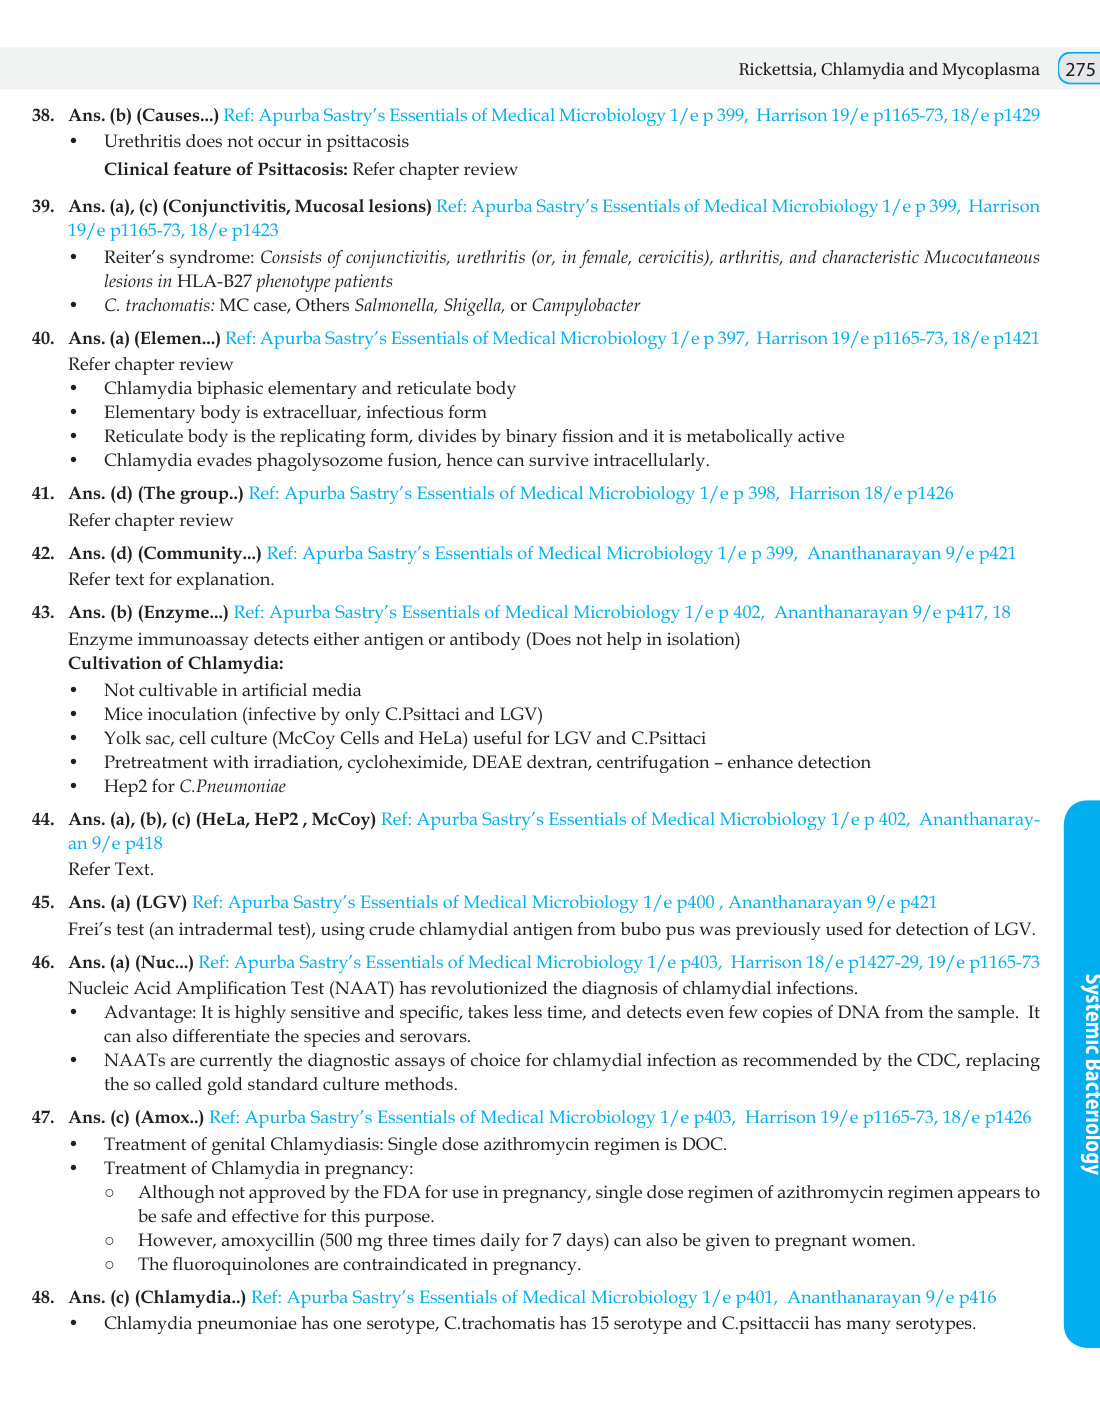 Rickettsia, Chlamydia and Mycoplasma 275
38. Ans. (b) (Causes...) Ref: Apurba Sastry's Essentials of Medical Microbiology 1/e p 399, Harrison 19/e p1165-73, 18/e p1429
• Urethritis does not occur in psittacosis
Clinical feature of Psittacosis: Refer chapter review
39. Ans. (a), (c) (Conjunctivitis, Mucosal lesions) Ref: Apurba Sastry's Essentials of Medical Microbiology 1/e p 399, Harrison
19/e p1165-73, 18/e p1423
• Reiter's syndrome: Consists of conjunctivitis, urethritis (or, in female, cervicitis), arthritis, and characteristic Mucocutaneous
lesions in HLA-B27 phenotype patients
• C. trachomatis: MC case, Others Salmonella, Shigella, or Campylobacter
40. Ans. (a) (Elemen...) Ref: Apurba Sastry's Essentials of Medical Microbiology 1/e p 397, Harrison 19/e p1165-73, 18/e p1421
Refer chapter review
• Chlamydia biphasic elementary and reticulate body
• Elementary body is extracelluar, infectious form
• Reticulate body is the replicating form, divides by binary fission and it is metabolically active
• Chlamydia evades phagolysozome fusion, hence can survive intracellularly.
41. Ans. (d) (The group..) Ref: Apurba Sastry's Essentials of Medical Microbiology 1/e p 398, Harrison 18/e p1426
Refer chapter review
42. Ans. (d) (Community...) Ref: Apurba Sastry's Essentials of Medical Microbiology 1/e p 399, Ananthanarayan 9/e p421
Refer text for explanation.
43. Ans. (b) (Enzyme...) Ref: Apurba Sastry's Essentials of Medical Microbiology 1/e p 402, Ananthanarayan 9/e p417, 18
Enzyme immunoassay detects either antigen or antibody (Does not help in isolation)
Cultivation of Chlamydia:
• Not cultivable in artificial media
• Mice inoculation (infective by only C.Psittaci and LGV)
• Yolk sac, cell culture (McCoy Cells and HeLa) useful for LGV and C.Psittaci
• Pretreatment with irradiation, cycloheximide, DEAE dextran, centrifugation – enhance detection
• Hep2 for C.Pneumoniae
44. Ans. (a), (b), (c) (HeLa, HeP2 , McCoy) Ref: Apurba Sastry's Essentials of Medical Microbiology 1/e p 402, Ananthanaray-
an 9/e p418
Refer Text.
45. Ans. (a) (LGV) Ref: Apurba Sastry's Essentials of Medical Microbiology 1/e p400 , Ananthanarayan 9/e p421
Frei's test (an intradermal test), using crude chlamydial antigen from bubo pus was previously used for detection of LGV.
46. Ans. (a) (Nuc...) Ref: Apurba Sastry's Essentials of Medical Microbiology 1/e p403, Harrison 18/e p1427-29, 19/e p1165-73
Nucleic Acid Amplification Test (NAAT) has revolutionized the diagnosis of chlamydial infections.
• Advantage: It is highly sensitive and specific, takes less time, and detects even few copies of DNA from the sample. It
can also differentiate the species and serovars.
• NAATs are currently the diagnostic assays of choice for chlamydial infection as recommended by the CDC, replacing
the so called gold standard culture methods.
47. Ans. (c) (Amox..) Ref: Apurba Sastry's Essentials of Medical Microbiology 1/e p403, Harrison 19/e p1165-73, 18/e p1426
• Treatment of genital Chlamydiasis: Single dose azithromycin regimen is DOC.
• Treatment of Chlamydia in pregnancy:
○ Although not approved by the FDA for use in pregnancy, single dose regimen of azithromycin regimen appears to
be safe and effective for this purpose.
○ However, amoxycillin (500 mg three times daily for 7 days) can also be given to pregnant women.
○ The fluoroquinolones are contraindicated in pregnancy.
48. Ans. (c) (Chlamydia..) Ref: Apurba Sastry's Essentials of Medical Microbiology 1/e p401, Ananthanarayan 9/e p416
• Chlamydia pneumoniae has one serotype, C.trachomatis has 15 serotype and C.psittaccii has many serotypes.
Systemic Bacteriology